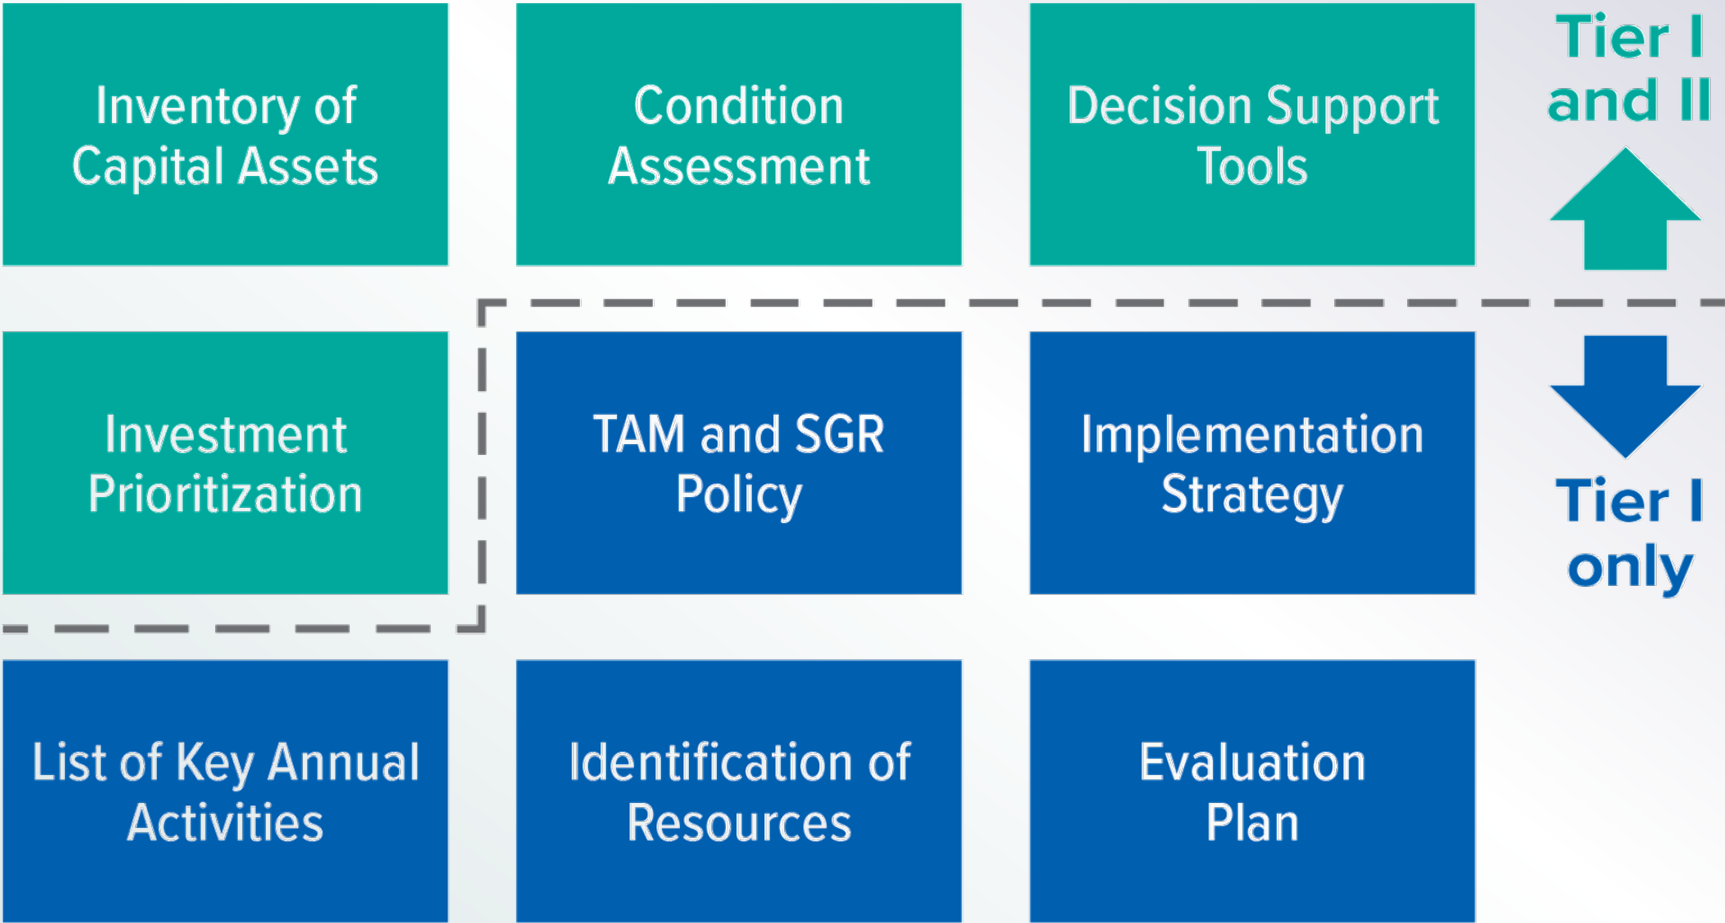 Inventory of
Capital Assets
Condition
Assessment
Decision Support
Tools
Tier I
and II
Investment
Prioritization
TAM and SGR
Policy
Implementation
Strategy
Tier I
only
List of Key Annual
Activities
Identification of
Resources
Evaluation
Plan